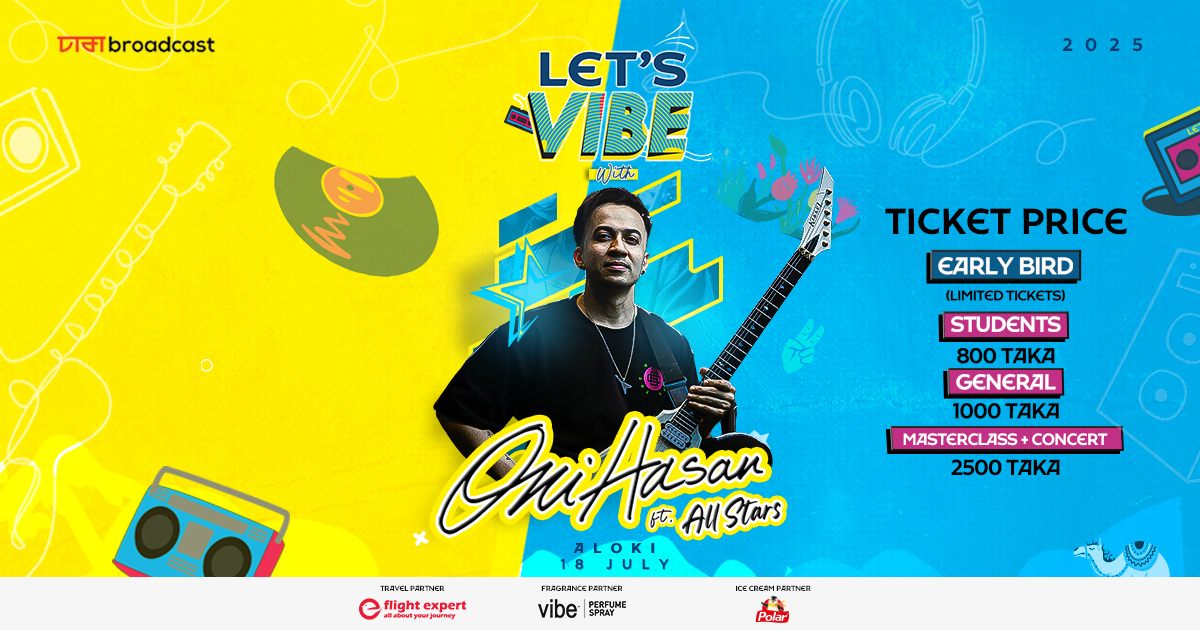 ঢাকা broadcast
2025
LET'S
VIBE
With
Oni Hasan
ft. All Stars
ALOKI
18 JULY
TICKET PRICE
EARLY BIRD
(LIMITED TICKETS)
STUDENTS
800 TAKA
GENERAL
1000 TAKA
MASTERCLASS + CONCERT
2500 TAKA
TRAVEL PARTNER
flight expert
all about your journey
FRAGRANCE PARTNER
vibe PERFUME
SPRAY
ICE CREAM PARTNER
Polar